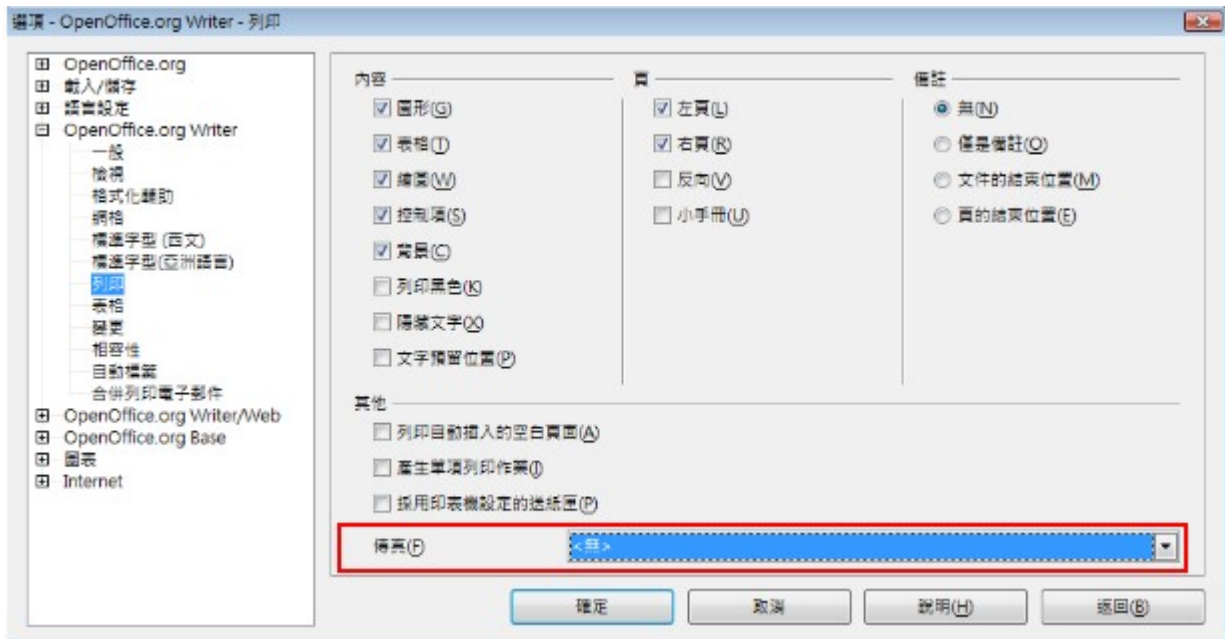 選項 - OpenOffice.org Writer - 列印
OpenOffice.org
載入/儲存
語言設定
OpenOffice.org Writer
一般
檢視
格式化輔助
網格
標準字型 (西文)
標準字型(亞洲語言)
列印
表格
變更
相容性
自動標籤
合併列印電子郵件
OpenOffice.org Writer/Web
OpenOffice.org Base
圖表
Internet
內容
圖形(G)
表格(T)
繪圖(W)
控制項(S)
背景(C)
列印黑色(K)
隱藏文字(X)
文字預留位置(P)
頁
左頁(L)
右頁(R)
反向(V)
小手冊(U)
備註
無(N)
僅是備註(O)
文件的結束位置(M)
頁的結束位置(E)
其他
列印自動插入的空白頁面(A)
產生單項列印作業(I)
採用印表機設定的送紙匣(P)
傳真(F)
<無>
確定
取消
說明(H)
返回(B)